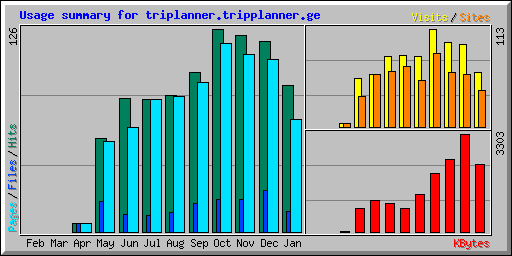 Usage summary for triplanner.tripplanner.ge
Visits/Sites
126
113
Pages/Files/Hits
3303
Feb Mar Apr May Jun Jul Aug Sep Oct Nov Dec Jan
KBytes